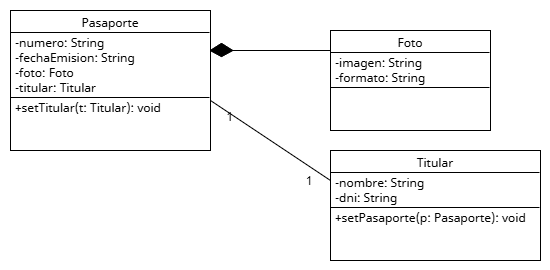 Pasaporte
-numero: String
-fechaEmision: String
-foto: Foto
-titular: Titular
+setTitular(t: Titular): void
Foto
-imagen: String
-formato: String
1
1
Titular
-nombre: String
-dni: String
+setPasaporte(p: Pasaporte): void